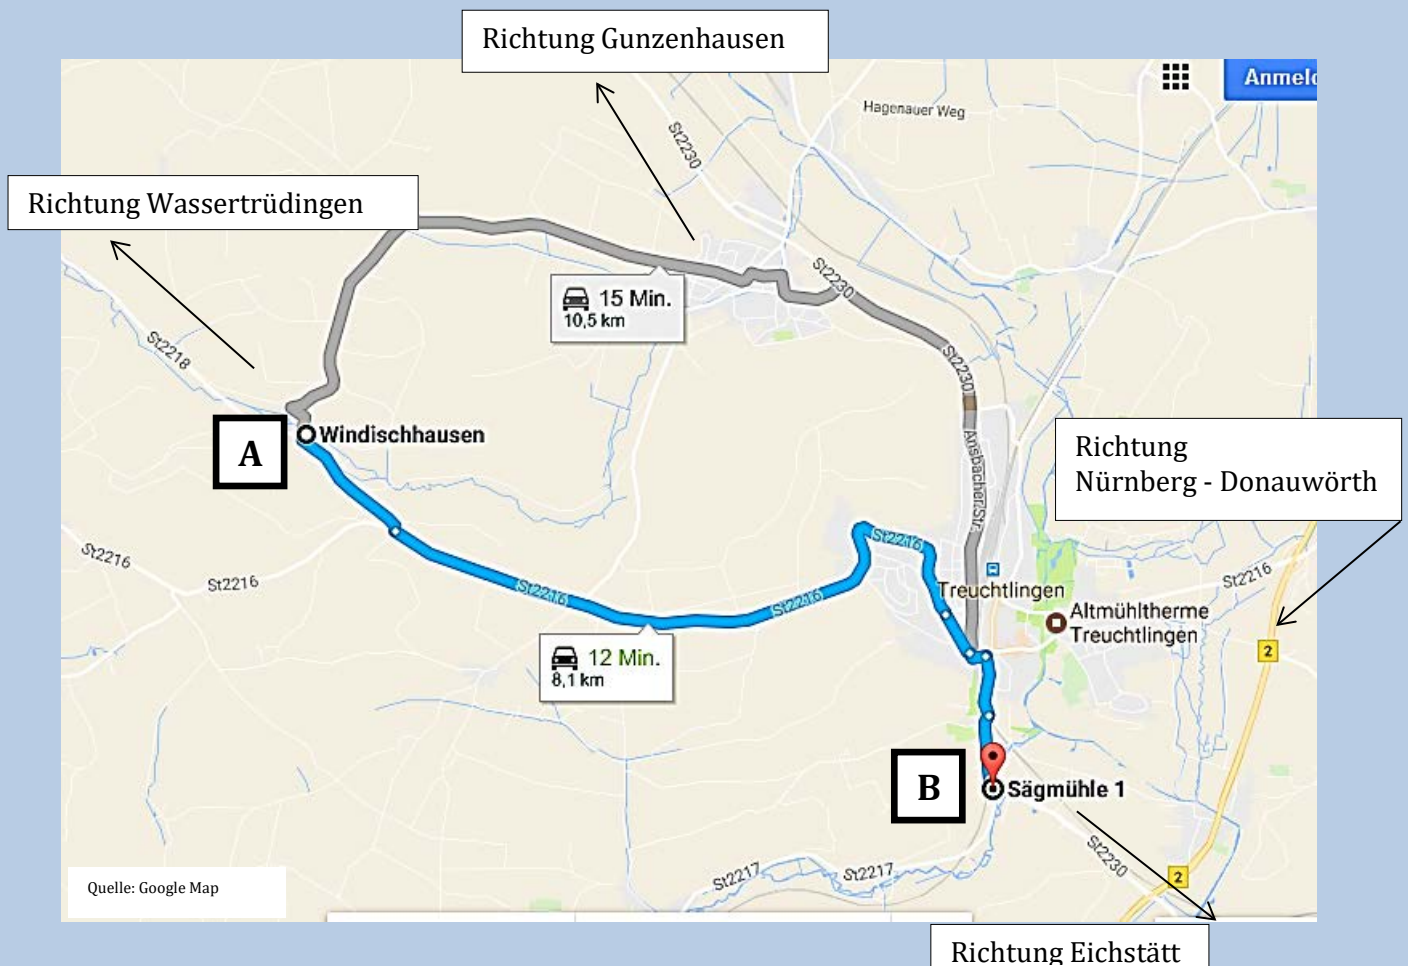 Richtung Gunzenhausen
Anmeld
Hagenauer Weg
St2230
Richtung Wassertrüdingen
St2230
15 Min.
10,5 km
St2218
St2230
A
Windischhausen
Ansbacher Str.
Richtung
Nürnberg - Donauwörth
St2216
St2216
St2216
St2216
St2216
St2216
Treuchtlingen
Altmühltherme
Treuchtlingen
2
12 Min.
8,1 km
B
Sägmühle 1
St2230
St2217
St2217
2
Quelle: Google Map
Richtung Eichstätt